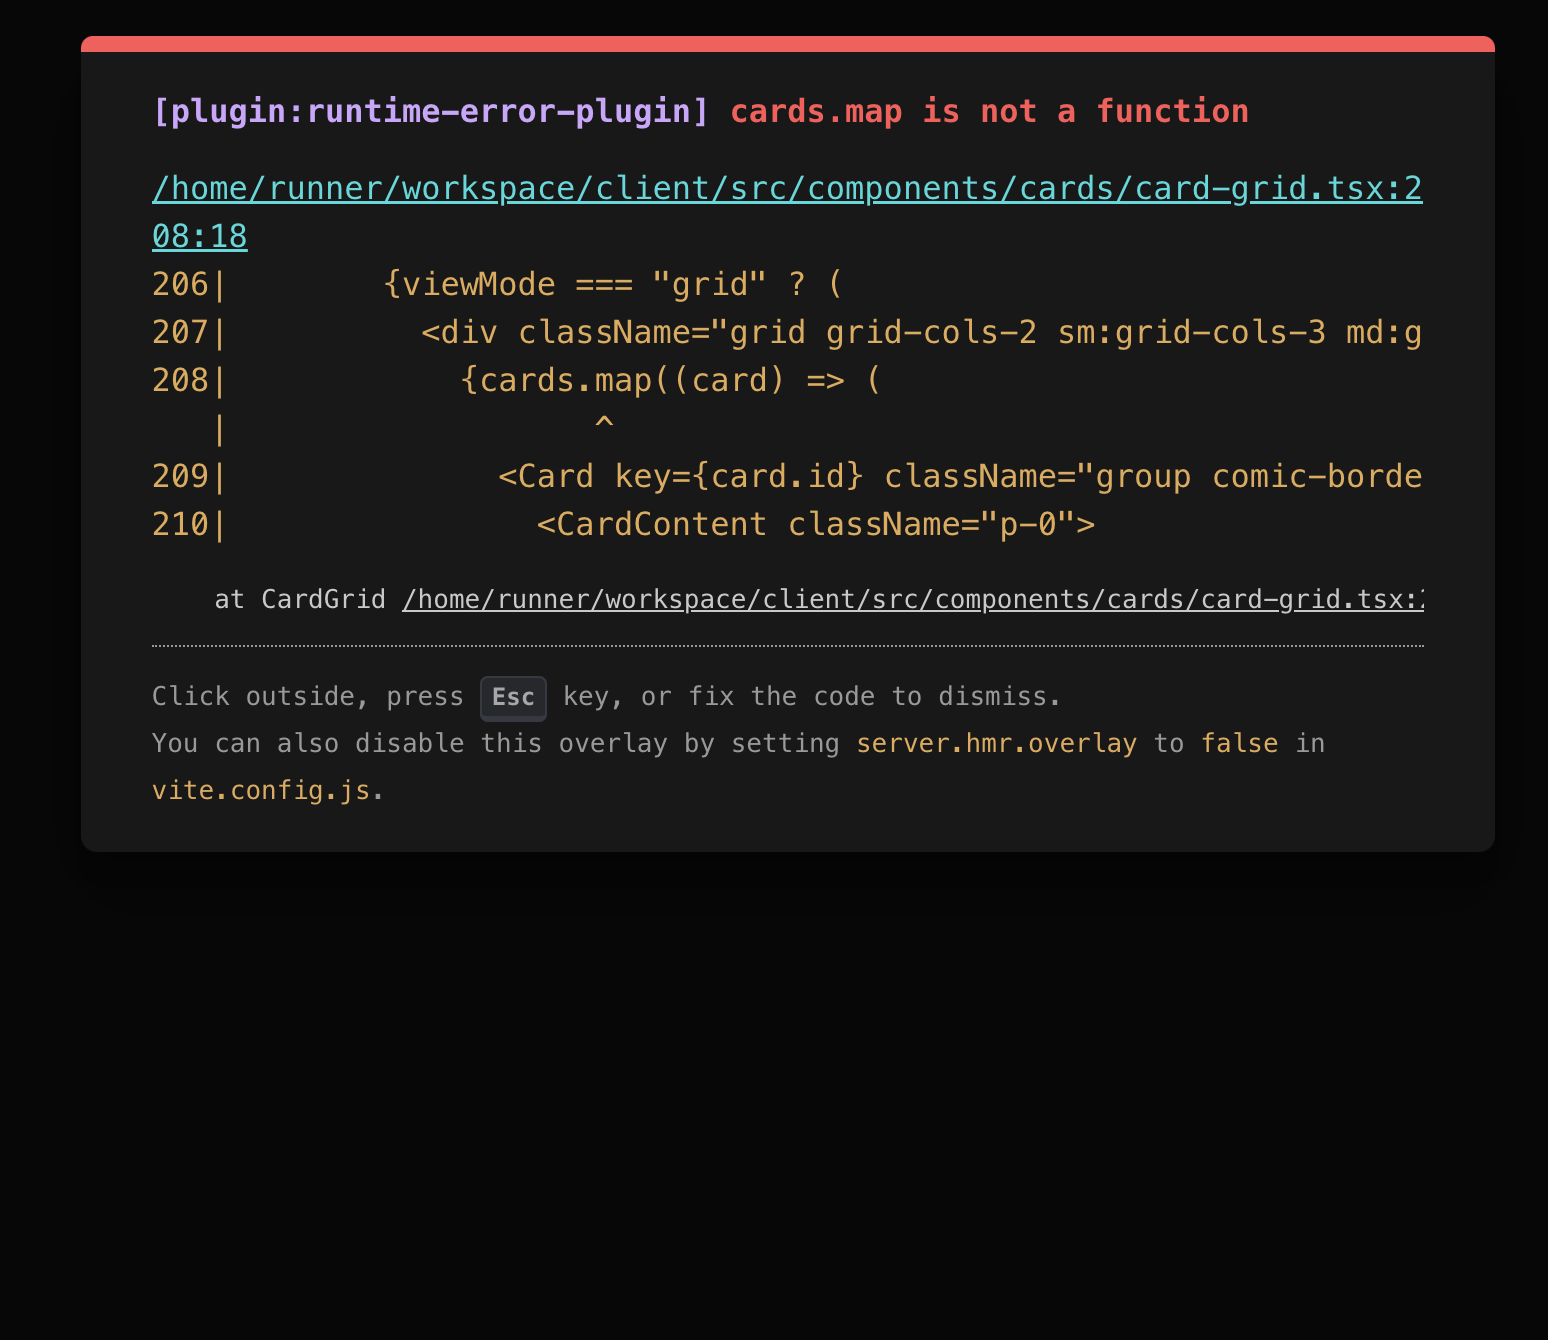 [plugin:runtime-error-plugin] cards.map is not a function
/home/runner/workspace/client/src/components/cards/card-grid.tsx:2
08:18
206|        {viewMode === "grid" ? (
207|          <div className="grid grid-cols-2 sm:grid-cols-3 md:g
208|            {cards.map((card) => (
   |                   ^
209|              <Card key={card.id} className="group comic-borde
210|                <CardContent className="p-0">
at CardGrid /home/runner/workspace/client/src/components/cards/card-grid.tsx:
Click outside, press Esc key, or fix the code to dismiss.
You can also disable this overlay by setting server.hmr.overlay to false in
vite.config.js.